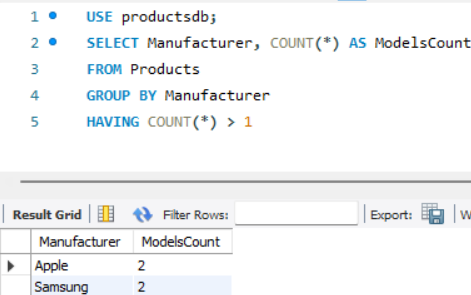 1 USE productsdb;
2 SELECT Manufacturer, COUNT(*) AS ModelsCount
3 FROM Products
4 GROUP BY Manufacturer
5 HAVING COUNT(*) > 1
Result Grid Filter Rows: Export: W
Manufacturer ModelsCount
Apple 2
Samsung 2